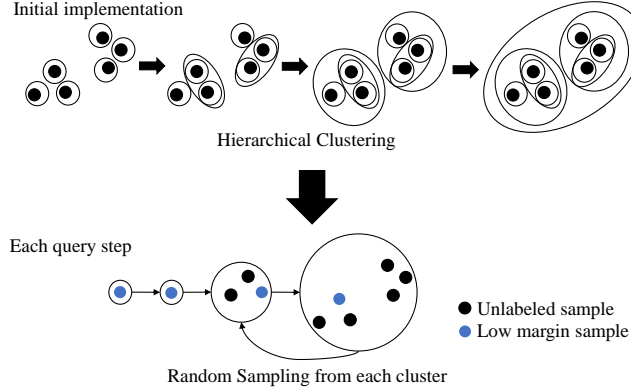 Initial implementation
Hierarchical Clustering
Each query step
Unlabeled sample
Low margin sample
Random Sampling from each cluster